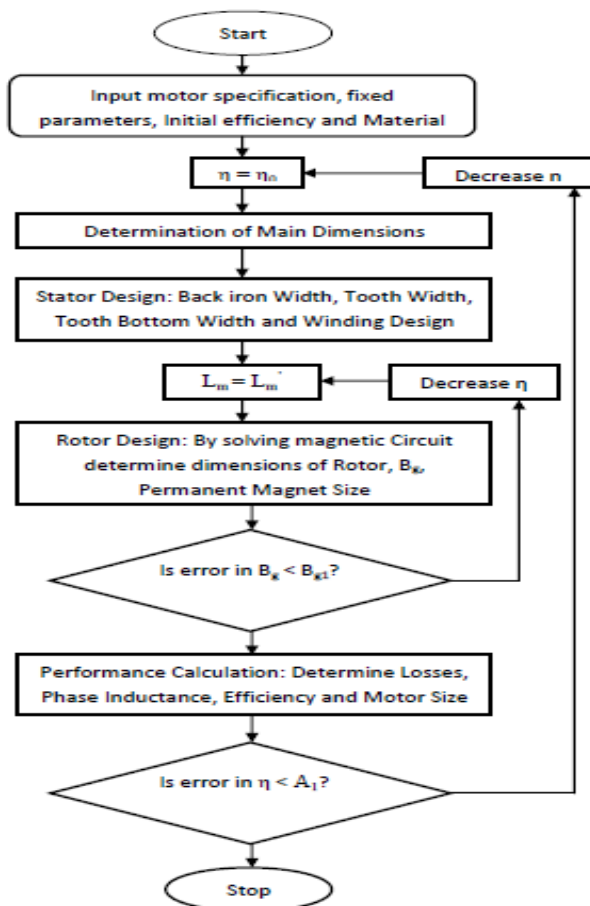 Start
Input motor specification, fixed
parameters, Initial efficiency and Material
η = η₀
Decrease n
Determination of Main Dimensions
Stator Design: Back iron Width, Tooth Width,
Tooth Bottom Width and Winding Design
Lₘ = Lₘ'
Decrease η
Rotor Design: By solving magnetic Circuit
determine dimensions of Rotor, B_g,
Permanent Magnet Size
Is error in B_g < B_g1?
Performance Calculation: Determine Losses,
Phase Inductance, Efficiency and Motor Size
Is error in η < A₁?
Stop